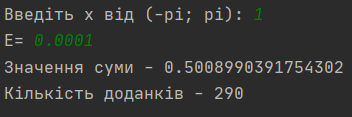 Введіть x від (-pi; pi): 1
E= 0.0001
Значення суми - 0.5008990391754302
Кількість доданків - 290